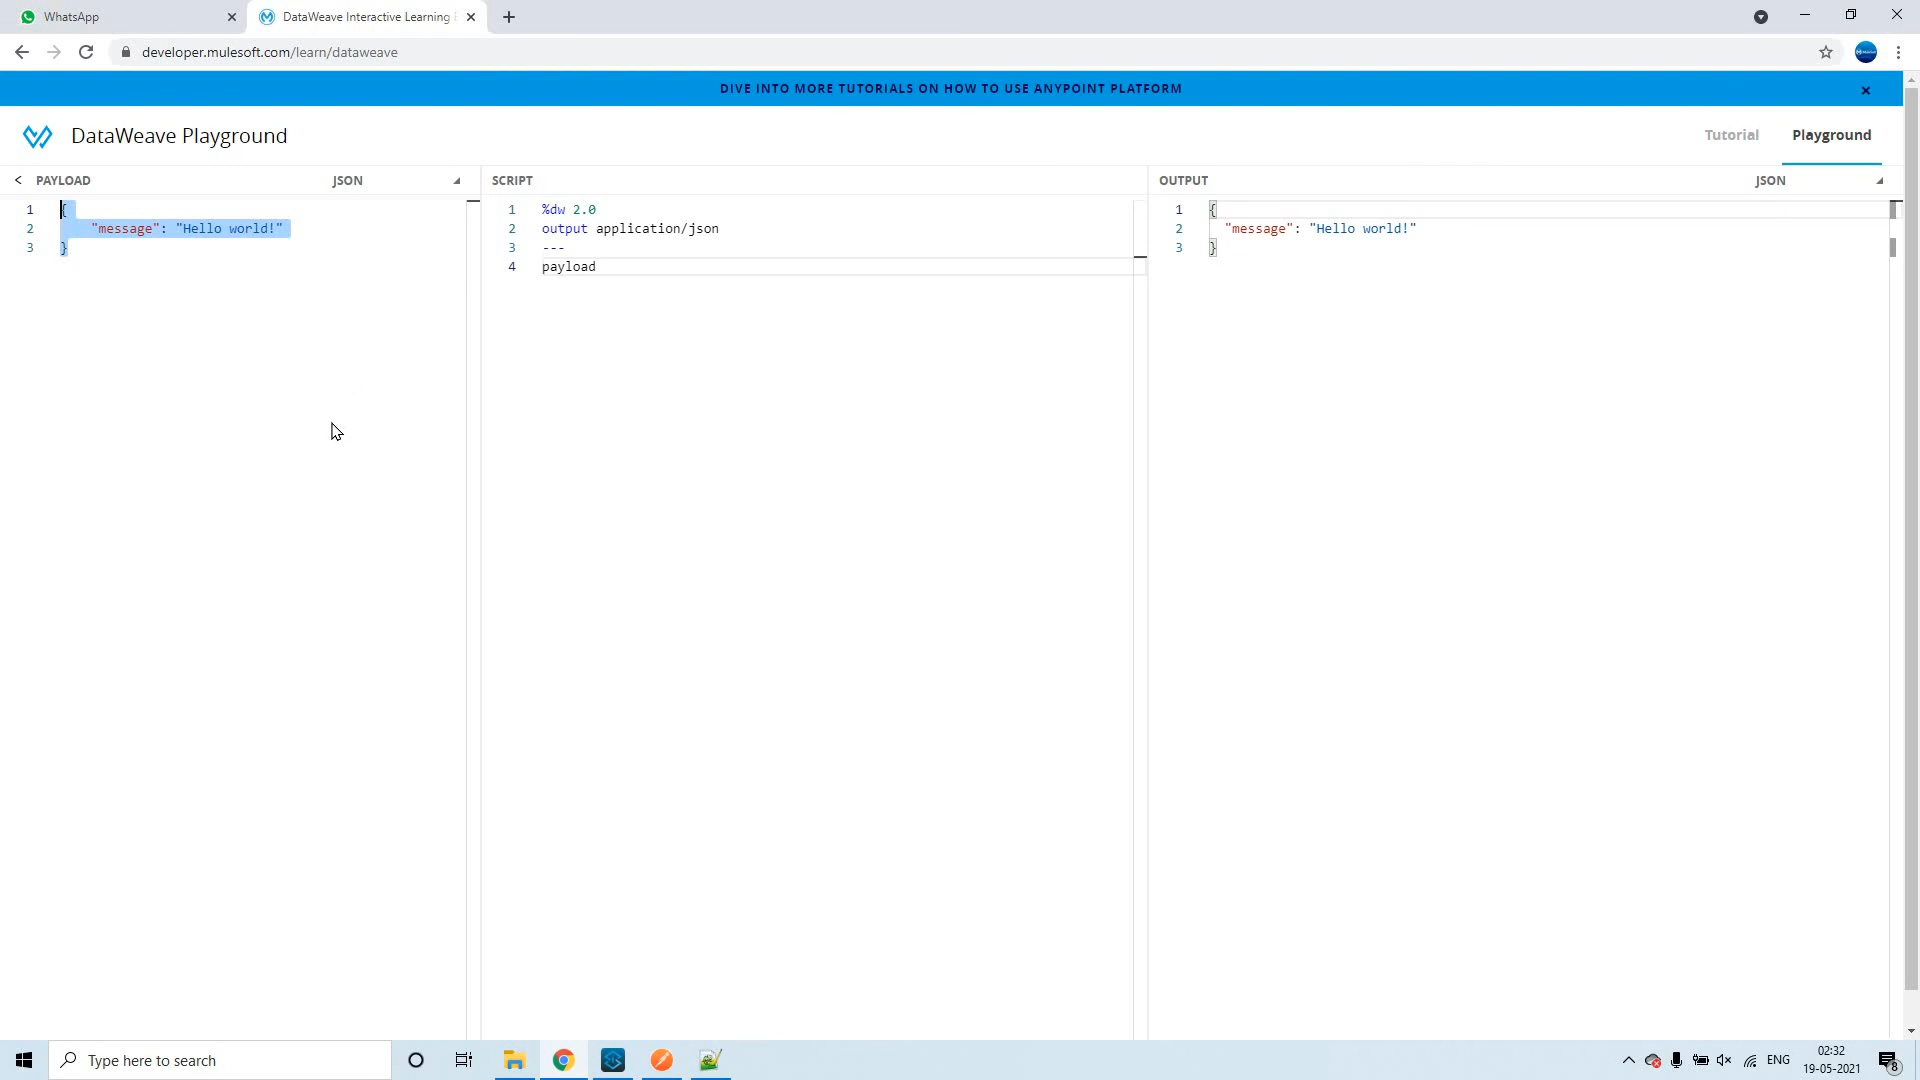 WhatsApp
DataWeave Interactive Learning
developer.mulesoft.com/learn/dataweave
DIVE INTO MORE TUTORIALS ON HOW TO USE ANYPOINT PLATFORM
DataWeave Playground
Tutorial
Playground
PAYLOAD
JSON
1 {
2 "message": "Hello world!"
3 }
SCRIPT
1 %dw 2.0
2 output application/json
3 ---
4 payload
OUTPUT
JSON
1 {
2 "message": "Hello world!"
3 }
Type here to search
ENG
02:32
19-05-2021
8